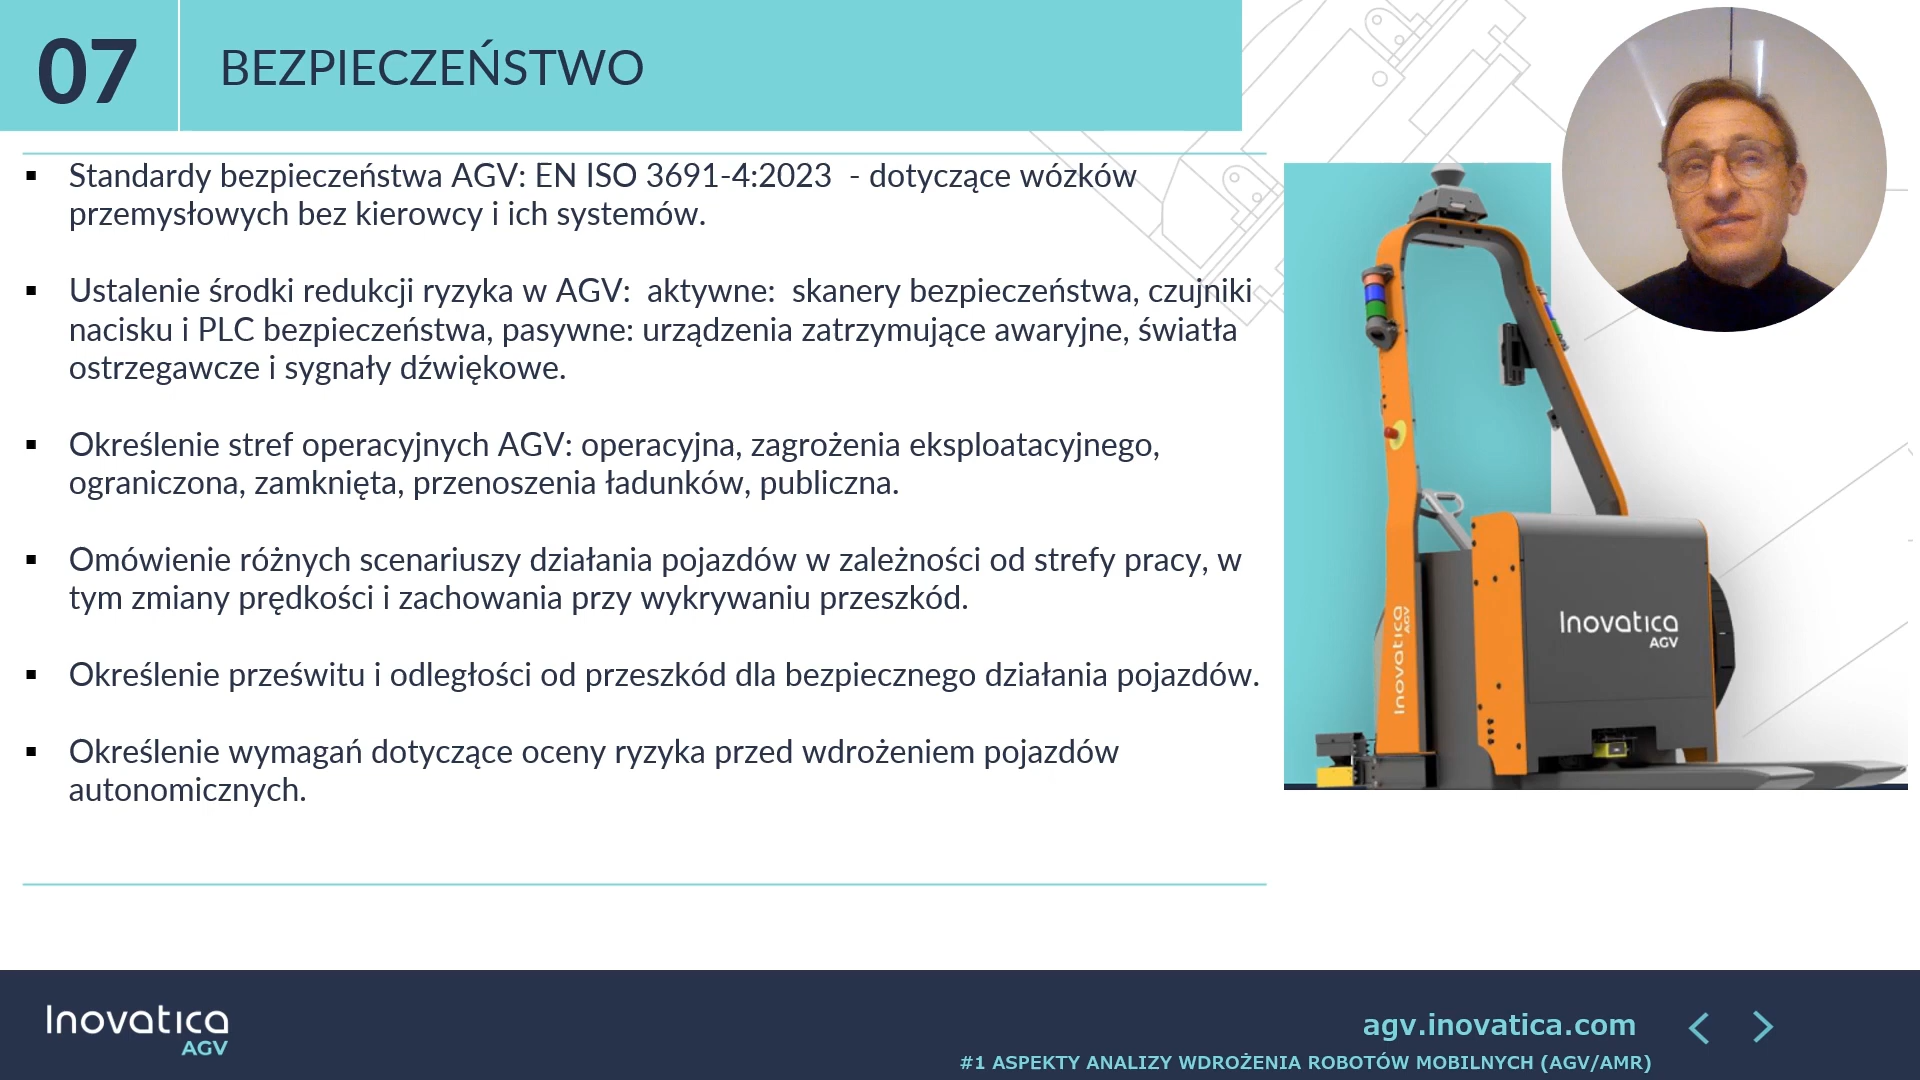 07
BEZPIECZEŃSTWO
▪ Standardy bezpieczeństwa AGV: EN ISO 3691-4:2023 - dotyczące wózków
przemysłowych bez kierowcy i ich systemów.
▪ Ustalenie środki redukcji ryzyka w AGV: aktywne: skanery bezpieczeństwa, czujniki
nacisku i PLC bezpieczeństwa, pasywne: urządzenia zatrzymujące awaryjne, światła
ostrzegawcze i sygnały dźwiękowe.
▪ Określenie stref operacyjnych AGV: operacyjna, zagrożenia eksploatacyjnego,
ograniczona, zamknięta, przenoszenia ładunków, publiczna.
▪ Omówienie różnych scenariuszy działania pojazdów w zależności od strefy pracy, w
tym zmiany prędkości i zachowania przy wykrywaniu przeszkód.
▪ Określenie prześwitu i odległości od przeszkód dla bezpiecznego działania pojazdów.
▪ Określenie wymagań dotyczące oceny ryzyka przed wdrożeniem pojazdów
autonomicznych.
Inovatica
AGV
Inovatica
AGV
Inovatica
AGV
agv.inovatica.com
#1 ASPEKTY ANALIZY WDROŻENIA ROBOTÓW MOBILNYCH (AGV/AMR)